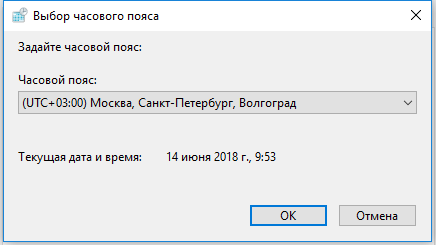 Выбор часового пояса
Задайте часовой пояс:
Часовой пояс:
(UTC+03:00) Москва, Санкт-Петербург, Волгоград
Текущая дата и время: 14 июня 2018 г., 9:53
ОК Отмена